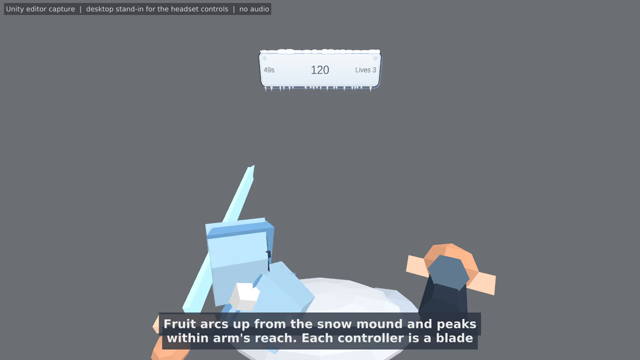 Unity editor capture | desktop stand-in for the headset controls | no audio
49s 120 Lives 3
Fruit arcs up from the snow mound and peaks
within arm's reach. Each controller is a blade